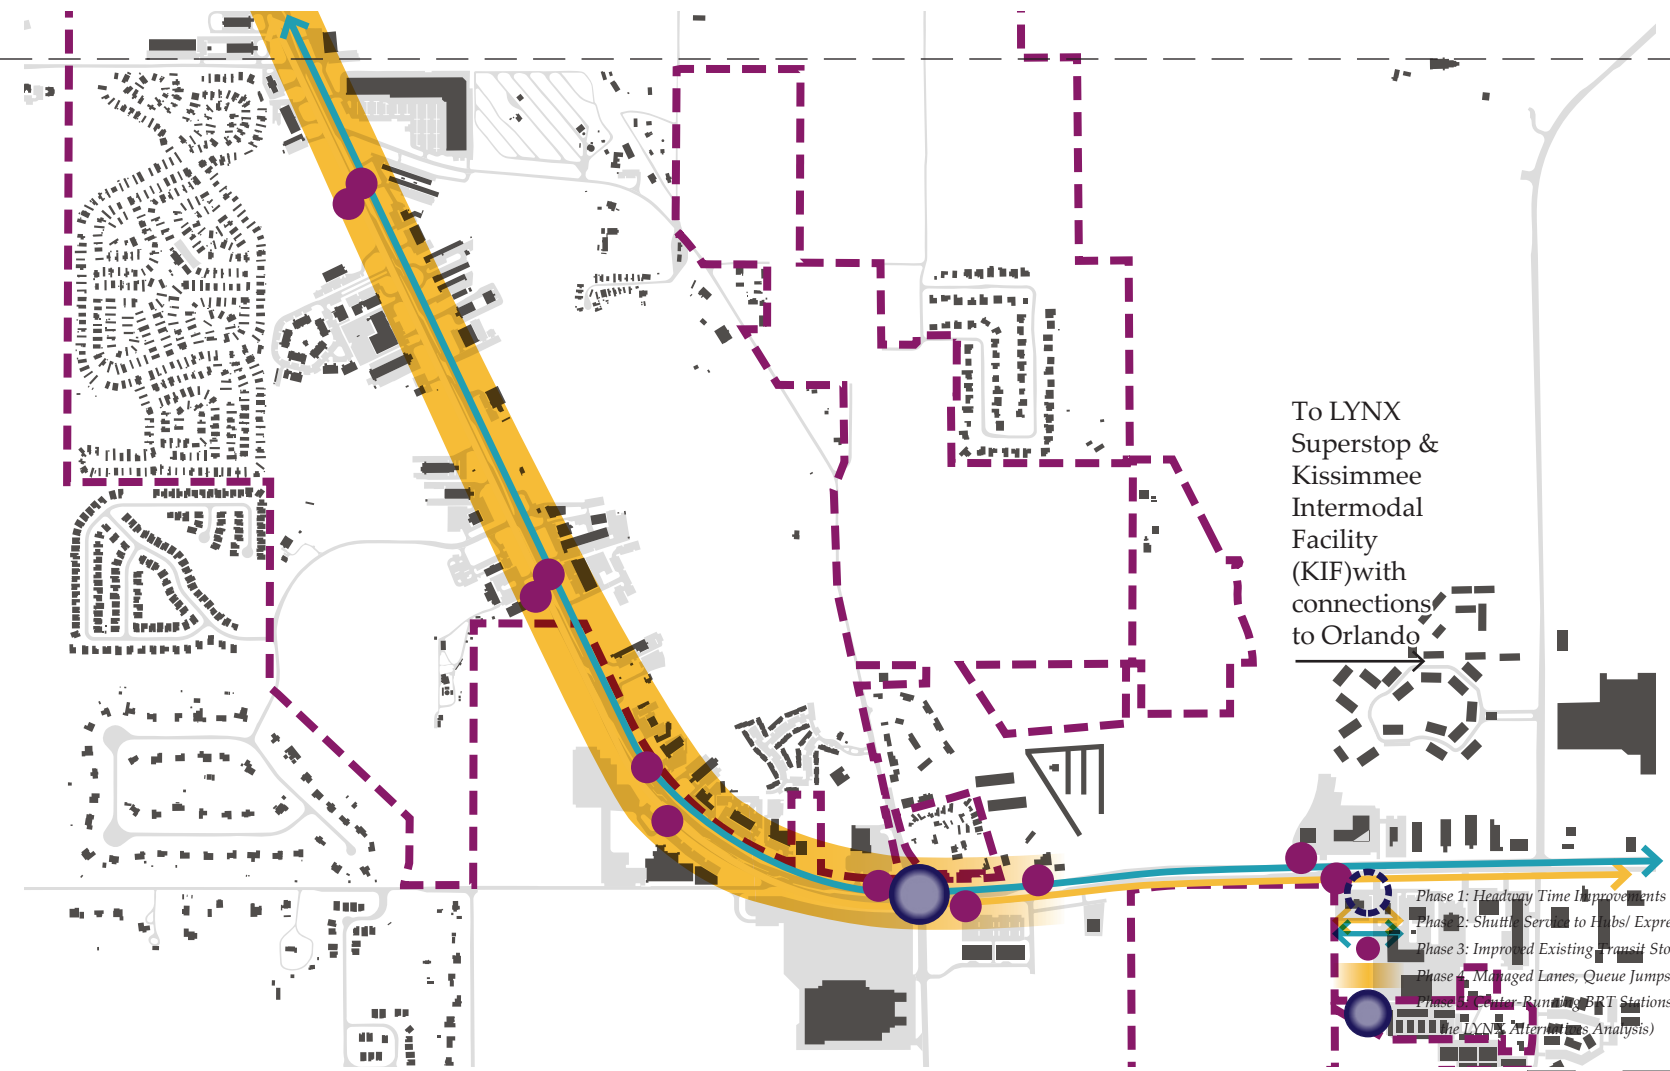 To LYNX
Superstop &
Kissimmee
Intermodal
Facility
(KIF)with
connections
to Orlando
Phase 1: Headway Time Improvements
Phase 2: Shuttle Service to Hubs/ Expre
Phase 3: Improved Existing Transit Sto
Phase 4: Managed Lanes, Queue Jumps
Phase 5: Center-Running BRT Stations
the LYNX Alternatives Analysis)